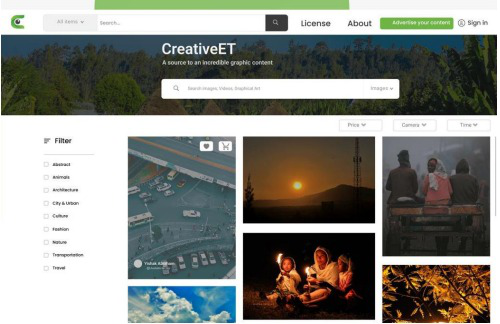 All items
Search...
License
About
Advertise your content
Sign in
CreativeET
A source to an incredible graphic content
Search images, Videos, Graphical Art
Images
Price
Camera
Time
Filter
Abstract
Animals
Architecture
City & Urban
Culture
Fashion
Nature
Transportation
Travel
Yishak